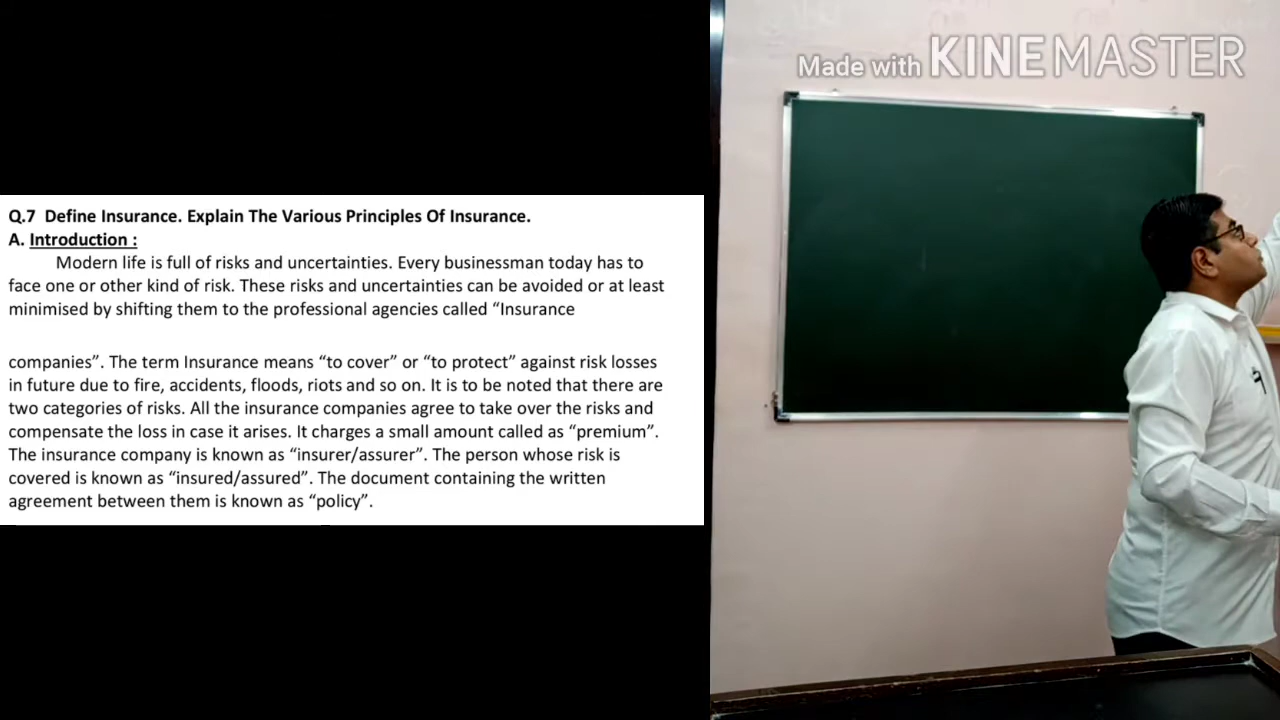 Made with KINEMASTER
Q.7 Define Insurance. Explain The Various Principles Of Insurance.
A. Introduction :
Modern life is full of risks and uncertainties. Every businessman today has to
face one or other kind of risk. These risks and uncertainties can be avoided or at least
minimised by shifting them to the professional agencies called “Insurance
companies”. The term Insurance means “to cover” or “to protect” against risk losses
in future due to fire, accidents, floods, riots and so on. It is to be noted that there are
two categories of risks. All the insurance companies agree to take over the risks and
compensate the loss in case it arises. It charges a small amount called as “premium”.
The insurance company is known as “insurer/assurer”. The person whose risk is
covered is known as “insured/assured”. The document containing the written
agreement between them is known as “policy”.